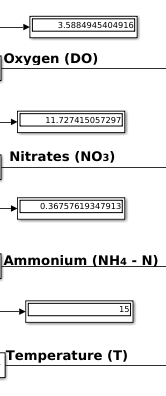 3.5884945404916
Oxygen (DO)
11.727415057297
Nitrates (NO3)
0.36757619347913
Ammonium (NH4 - N)
15
Temperature (T)